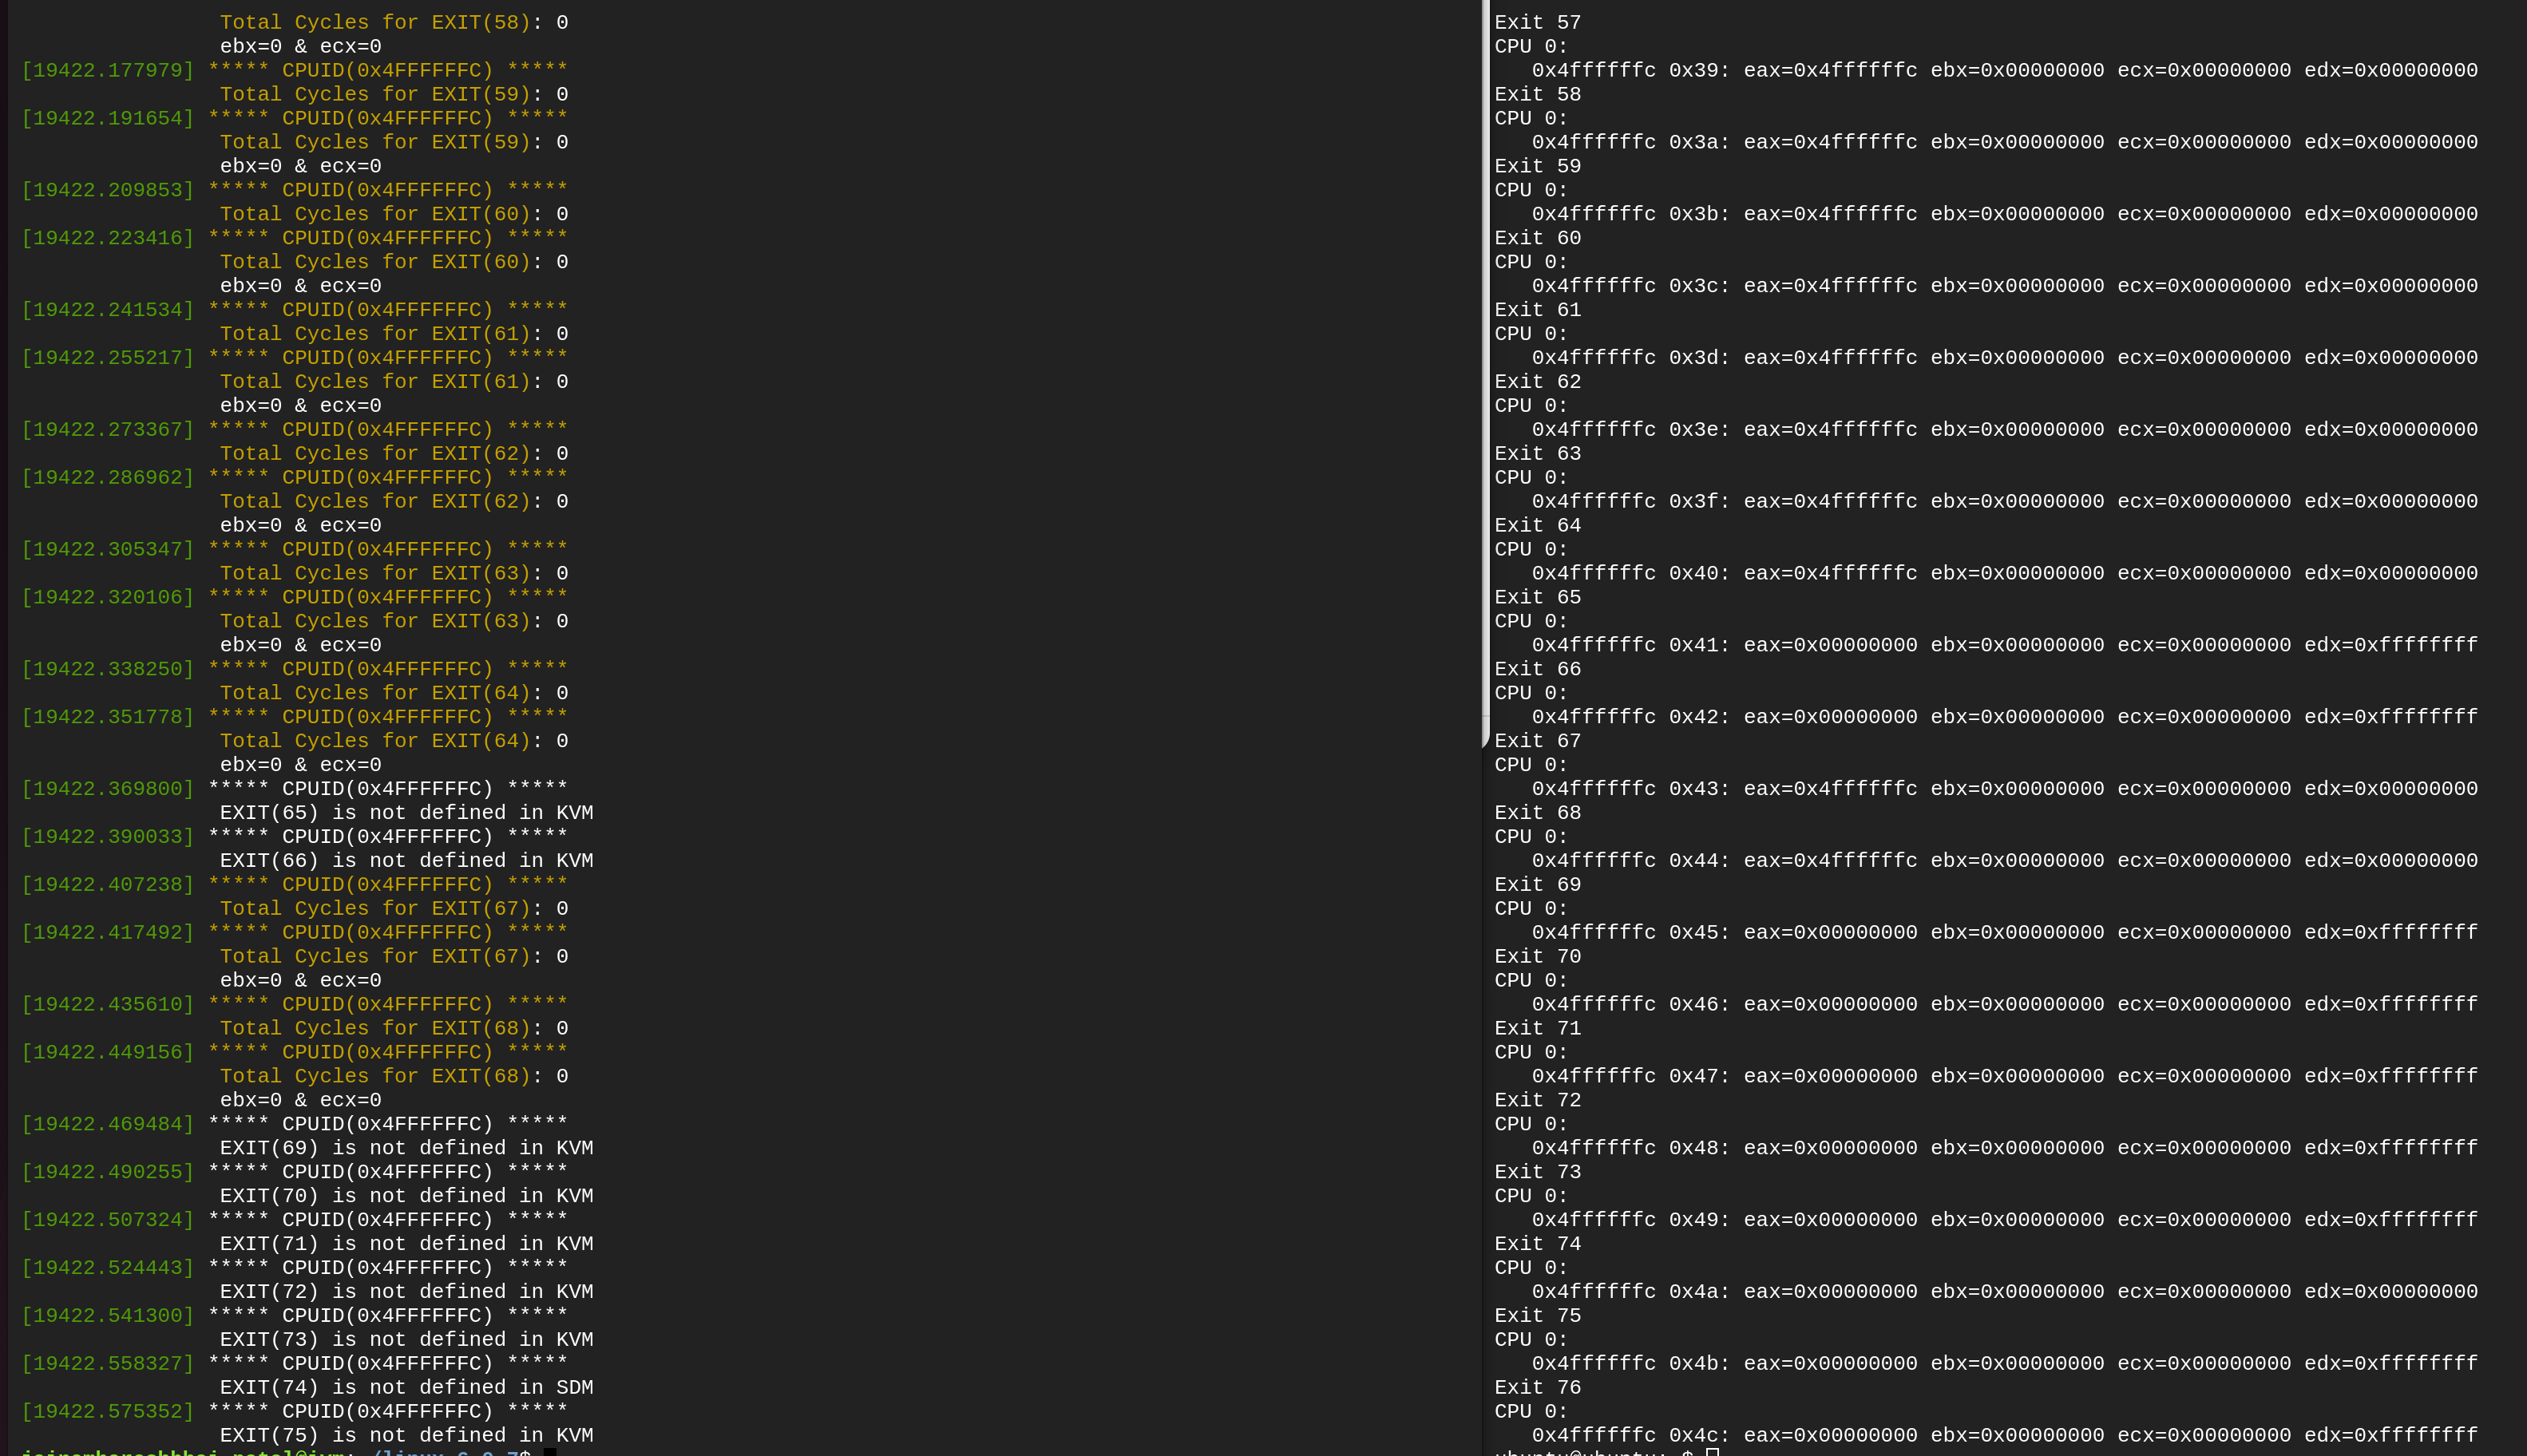 Total Cycles for EXIT(58): 0
ebx=0 & ecx=0
[19422.177979] ***** CPUID(0x4FFFFFFC) *****
Total Cycles for EXIT(59): 0
[19422.191654] ***** CPUID(0x4FFFFFFC) *****
Total Cycles for EXIT(59): 0
ebx=0 & ecx=0
[19422.209853] ***** CPUID(0x4FFFFFFC) *****
Total Cycles for EXIT(60): 0
[19422.223416] ***** CPUID(0x4FFFFFFC) *****
Total Cycles for EXIT(60): 0
ebx=0 & ecx=0
[19422.241534] ***** CPUID(0x4FFFFFFC) *****
Total Cycles for EXIT(61): 0
[19422.255217] ***** CPUID(0x4FFFFFFC) *****
Total Cycles for EXIT(61): 0
ebx=0 & ecx=0
[19422.273367] ***** CPUID(0x4FFFFFFC) *****
Total Cycles for EXIT(62): 0
[19422.286962] ***** CPUID(0x4FFFFFFC) *****
Total Cycles for EXIT(62): 0
ebx=0 & ecx=0
[19422.305347] ***** CPUID(0x4FFFFFFC) *****
Total Cycles for EXIT(63): 0
[19422.320106] ***** CPUID(0x4FFFFFFC) *****
Total Cycles for EXIT(63): 0
ebx=0 & ecx=0
[19422.338250] ***** CPUID(0x4FFFFFFC) *****
Total Cycles for EXIT(64): 0
[19422.351778] ***** CPUID(0x4FFFFFFC) *****
Total Cycles for EXIT(64): 0
ebx=0 & ecx=0
[19422.369800] ***** CPUID(0x4FFFFFFC) *****
EXIT(65) is not defined in KVM
[19422.390033] ***** CPUID(0x4FFFFFFC) *****
EXIT(66) is not defined in KVM
[19422.407238] ***** CPUID(0x4FFFFFFC) *****
Total Cycles for EXIT(67): 0
[19422.417492] ***** CPUID(0x4FFFFFFC) *****
Total Cycles for EXIT(67): 0
ebx=0 & ecx=0
[19422.435610] ***** CPUID(0x4FFFFFFC) *****
Total Cycles for EXIT(68): 0
[19422.449156] ***** CPUID(0x4FFFFFFC) *****
Total Cycles for EXIT(68): 0
ebx=0 & ecx=0
[19422.469484] ***** CPUID(0x4FFFFFFC) *****
EXIT(69) is not defined in KVM
[19422.490255] ***** CPUID(0x4FFFFFFC) *****
EXIT(70) is not defined in KVM
[19422.507324] ***** CPUID(0x4FFFFFFC) *****
EXIT(71) is not defined in KVM
[19422.524443] ***** CPUID(0x4FFFFFFC) *****
EXIT(72) is not defined in KVM
[19422.541300] ***** CPUID(0x4FFFFFFC) *****
EXIT(73) is not defined in KVM
[19422.558327] ***** CPUID(0x4FFFFFFC) *****
EXIT(74) is not defined in SDM
[19422.575352] ***** CPUID(0x4FFFFFFC) *****
EXIT(75) is not defined in KVM
Exit 57
CPU 0:
0x4ffffffc 0x39: eax=0x4ffffffc ebx=0x00000000 ecx=0x00000000 edx=0x00000000
Exit 58
CPU 0:
0x4ffffffc 0x3a: eax=0x4ffffffc ebx=0x00000000 ecx=0x00000000 edx=0x00000000
Exit 59
CPU 0:
0x4ffffffc 0x3b: eax=0x4ffffffc ebx=0x00000000 ecx=0x00000000 edx=0x00000000
Exit 60
CPU 0:
0x4ffffffc 0x3c: eax=0x4ffffffc ebx=0x00000000 ecx=0x00000000 edx=0x00000000
Exit 61
CPU 0:
0x4ffffffc 0x3d: eax=0x4ffffffc ebx=0x00000000 ecx=0x00000000 edx=0x00000000
Exit 62
CPU 0:
0x4ffffffc 0x3e: eax=0x4ffffffc ebx=0x00000000 ecx=0x00000000 edx=0x00000000
Exit 63
CPU 0:
0x4ffffffc 0x3f: eax=0x4ffffffc ebx=0x00000000 ecx=0x00000000 edx=0x00000000
Exit 64
CPU 0:
0x4ffffffc 0x40: eax=0x4ffffffc ebx=0x00000000 ecx=0x00000000 edx=0x00000000
Exit 65
CPU 0:
0x4ffffffc 0x41: eax=0x00000000 ebx=0x00000000 ecx=0x00000000 edx=0xffffffff
Exit 66
CPU 0:
0x4ffffffc 0x42: eax=0x00000000 ebx=0x00000000 ecx=0x00000000 edx=0xffffffff
Exit 67
CPU 0:
0x4ffffffc 0x43: eax=0x4ffffffc ebx=0x00000000 ecx=0x00000000 edx=0x00000000
Exit 68
CPU 0:
0x4ffffffc 0x44: eax=0x4ffffffc ebx=0x00000000 ecx=0x00000000 edx=0x00000000
Exit 69
CPU 0:
0x4ffffffc 0x45: eax=0x00000000 ebx=0x00000000 ecx=0x00000000 edx=0xffffffff
Exit 70
CPU 0:
0x4ffffffc 0x46: eax=0x00000000 ebx=0x00000000 ecx=0x00000000 edx=0xffffffff
Exit 71
CPU 0:
0x4ffffffc 0x47: eax=0x00000000 ebx=0x00000000 ecx=0x00000000 edx=0xffffffff
Exit 72
CPU 0:
0x4ffffffc 0x48: eax=0x00000000 ebx=0x00000000 ecx=0x00000000 edx=0xffffffff
Exit 73
CPU 0:
0x4ffffffc 0x49: eax=0x00000000 ebx=0x00000000 ecx=0x00000000 edx=0xffffffff
Exit 74
CPU 0:
0x4ffffffc 0x4a: eax=0x00000000 ebx=0x00000000 ecx=0x00000000 edx=0x00000000
Exit 75
CPU 0:
0x4ffffffc 0x4b: eax=0x00000000 ebx=0x00000000 ecx=0x00000000 edx=0xffffffff
Exit 76
CPU 0:
0x4ffffffc 0x4c: eax=0x00000000 ebx=0x00000000 ecx=0x00000000 edx=0xffffffff